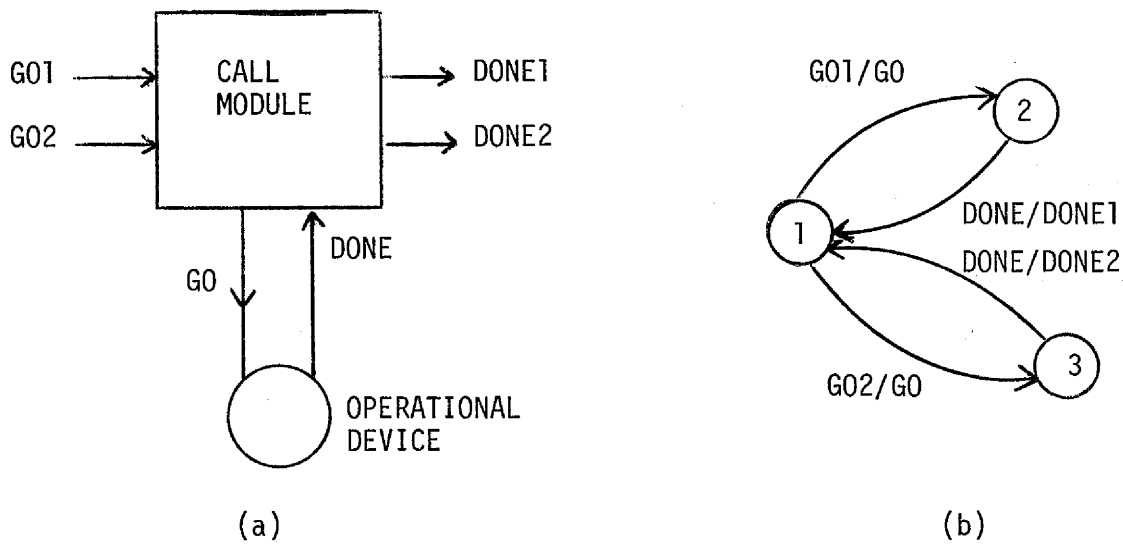 GO1
GO2
CALL
MODULE
DONE1
DONE2
GO
DONE
OPERATIONAL
DEVICE
(a)
GO1/GO
2
1
DONE/DONE1
DONE/DONE2
GO2/GO
3
(b)